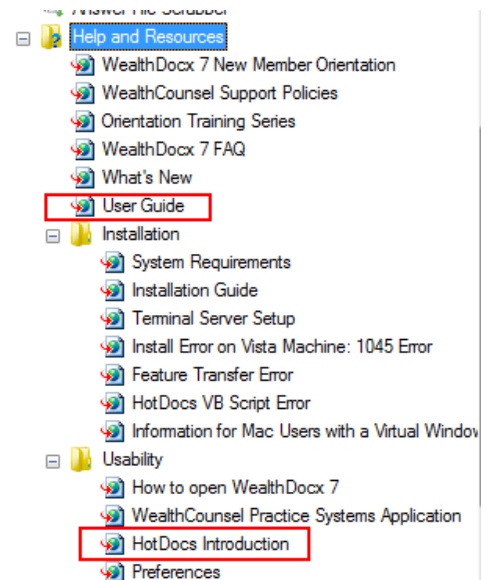 Answer File Scrubber
Help and Resources
WealthDocx 7 New Member Orientation
WealthCounsel Support Policies
Orientation Training Series
WealthDocx 7 FAQ
What's New
User Guide
Installation
System Requirements
Installation Guide
Terminal Server Setup
Install Error on Vista Machine: 1045 Error
Feature Transfer Error
HotDocs VB Script Error
Information for Mac Users with a Virtual Window
Usability
How to open WealthDocx 7
WealthCounsel Practice Systems Application
HotDocs Introduction
Preferences